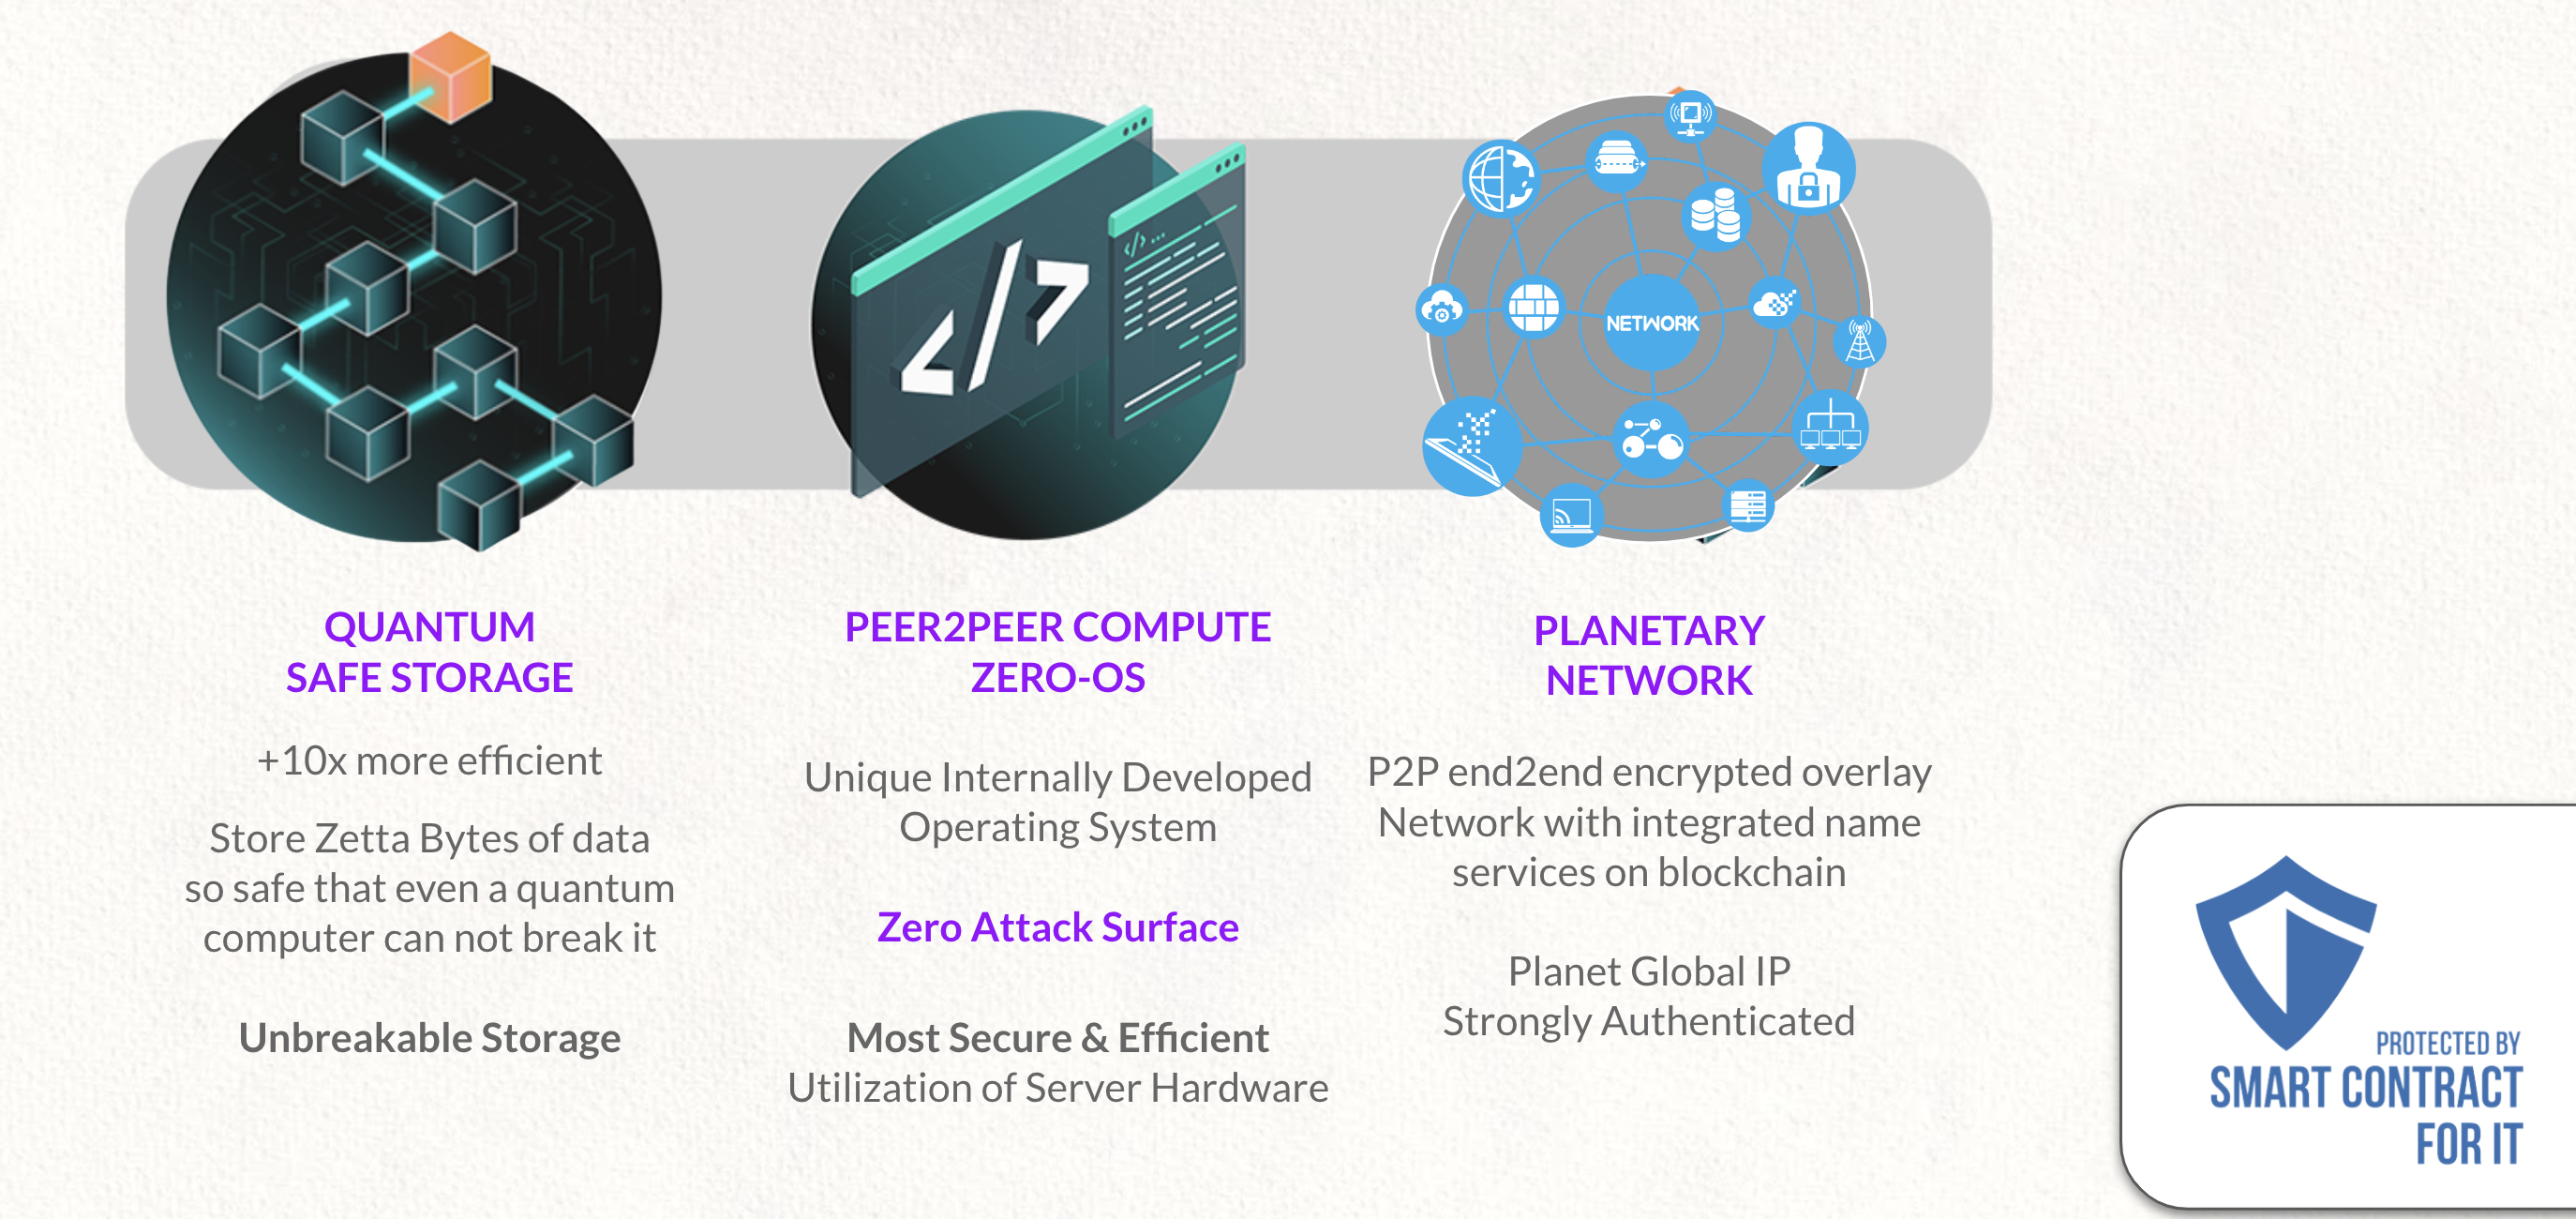 NETWORK
QUANTUM
SAFE STORAGE
+10x more efficient
Store Zetta Bytes of data
so safe that even a quantum
computer can not break it
Unbreakable Storage
PEER2PEER COMPUTE
ZERO-OS
Unique Internally Developed
Operating System
Zero Attack Surface
Most Secure & Efficient
Utilization of Server Hardware
PLANETARY
NETWORK
P2P end2end encrypted overlay
Network with integrated name
services on blockchain
Planet Global IP
Strongly Authenticated
PROTECTED BY
SMART CONTRACT
FOR IT